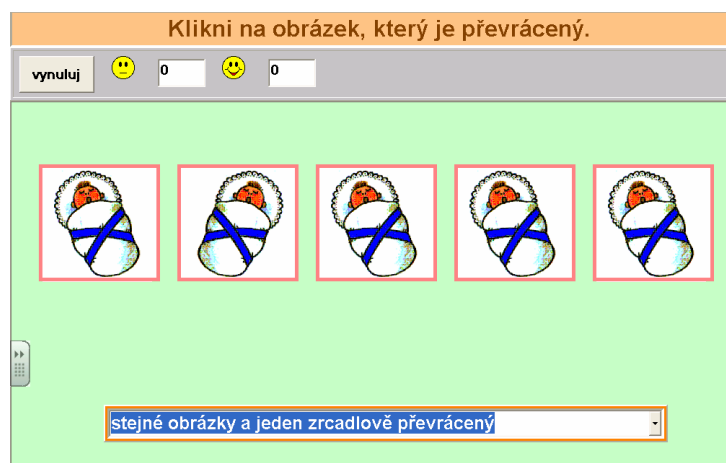 Klikni na obrázek, který je převrácený.
vynuluj 0 0
stejné obrázky a jeden zrcadlově převrácený